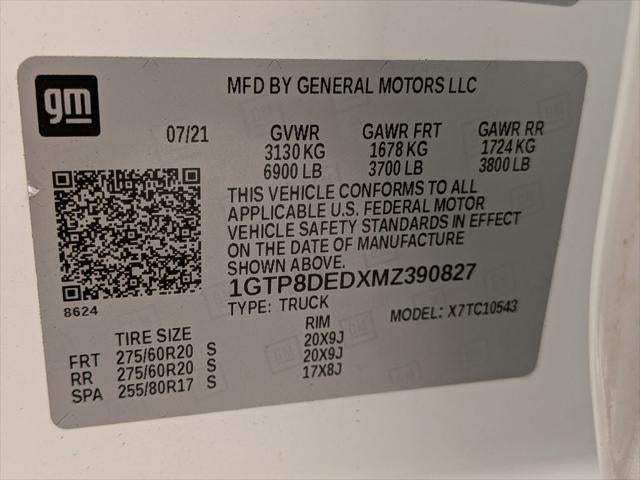 gm
MFD BY GENERAL MOTORS LLC
07/21 GVWR GAWR FRT GAWR RR
3130 KG 1678 KG 1724 KG
6900 LB 3700 LB 3800 LB
THIS VEHICLE CONFORMS TO ALL
APPLICABLE U.S. FEDERAL MOTOR
VEHICLE SAFETY STANDARDS IN EFFECT
ON THE DATE OF MANUFACTURE
SHOWN ABOVE.
1GTP8DEDXMZ390827
8624
TYPE: TRUCK MODEL: X7TC10543
TIRE SIZE RIM
FRT 275/60R20 S 20X9J
RR 275/60R20 S 20X9J
SPA 255/80R17 S 17X8J